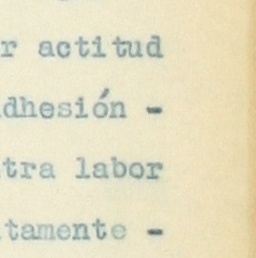 r actitud
dhesión -
tra labor
tamente -